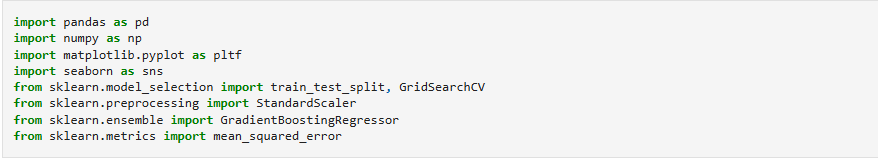 import pandas as pd
import numpy as np
import matplotlib.pyplot as pltf
import seaborn as sns
from sklearn.model_selection import train_test_split, GridSearchCV
from sklearn.preprocessing import StandardScaler
from sklearn.ensemble import GradientBoostingRegressor
from sklearn.metrics import mean_squared_error